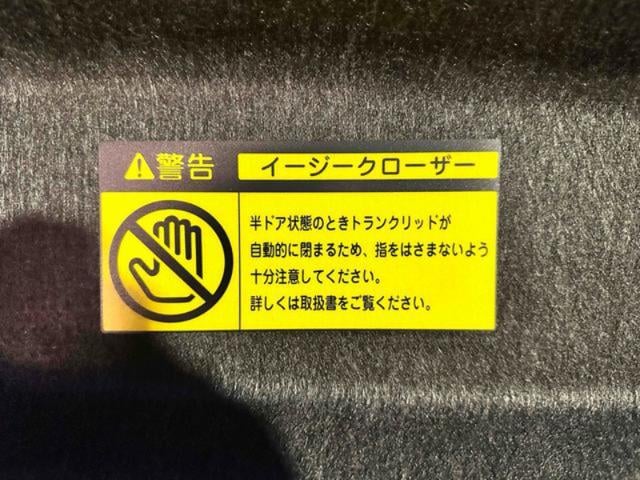 警告 イージークローザー
半ドア状態のときトランクリッドが
自動的に閉まるため、指をはさまないよう
十分注意してください。
詳しくは取扱書をご覧ください。